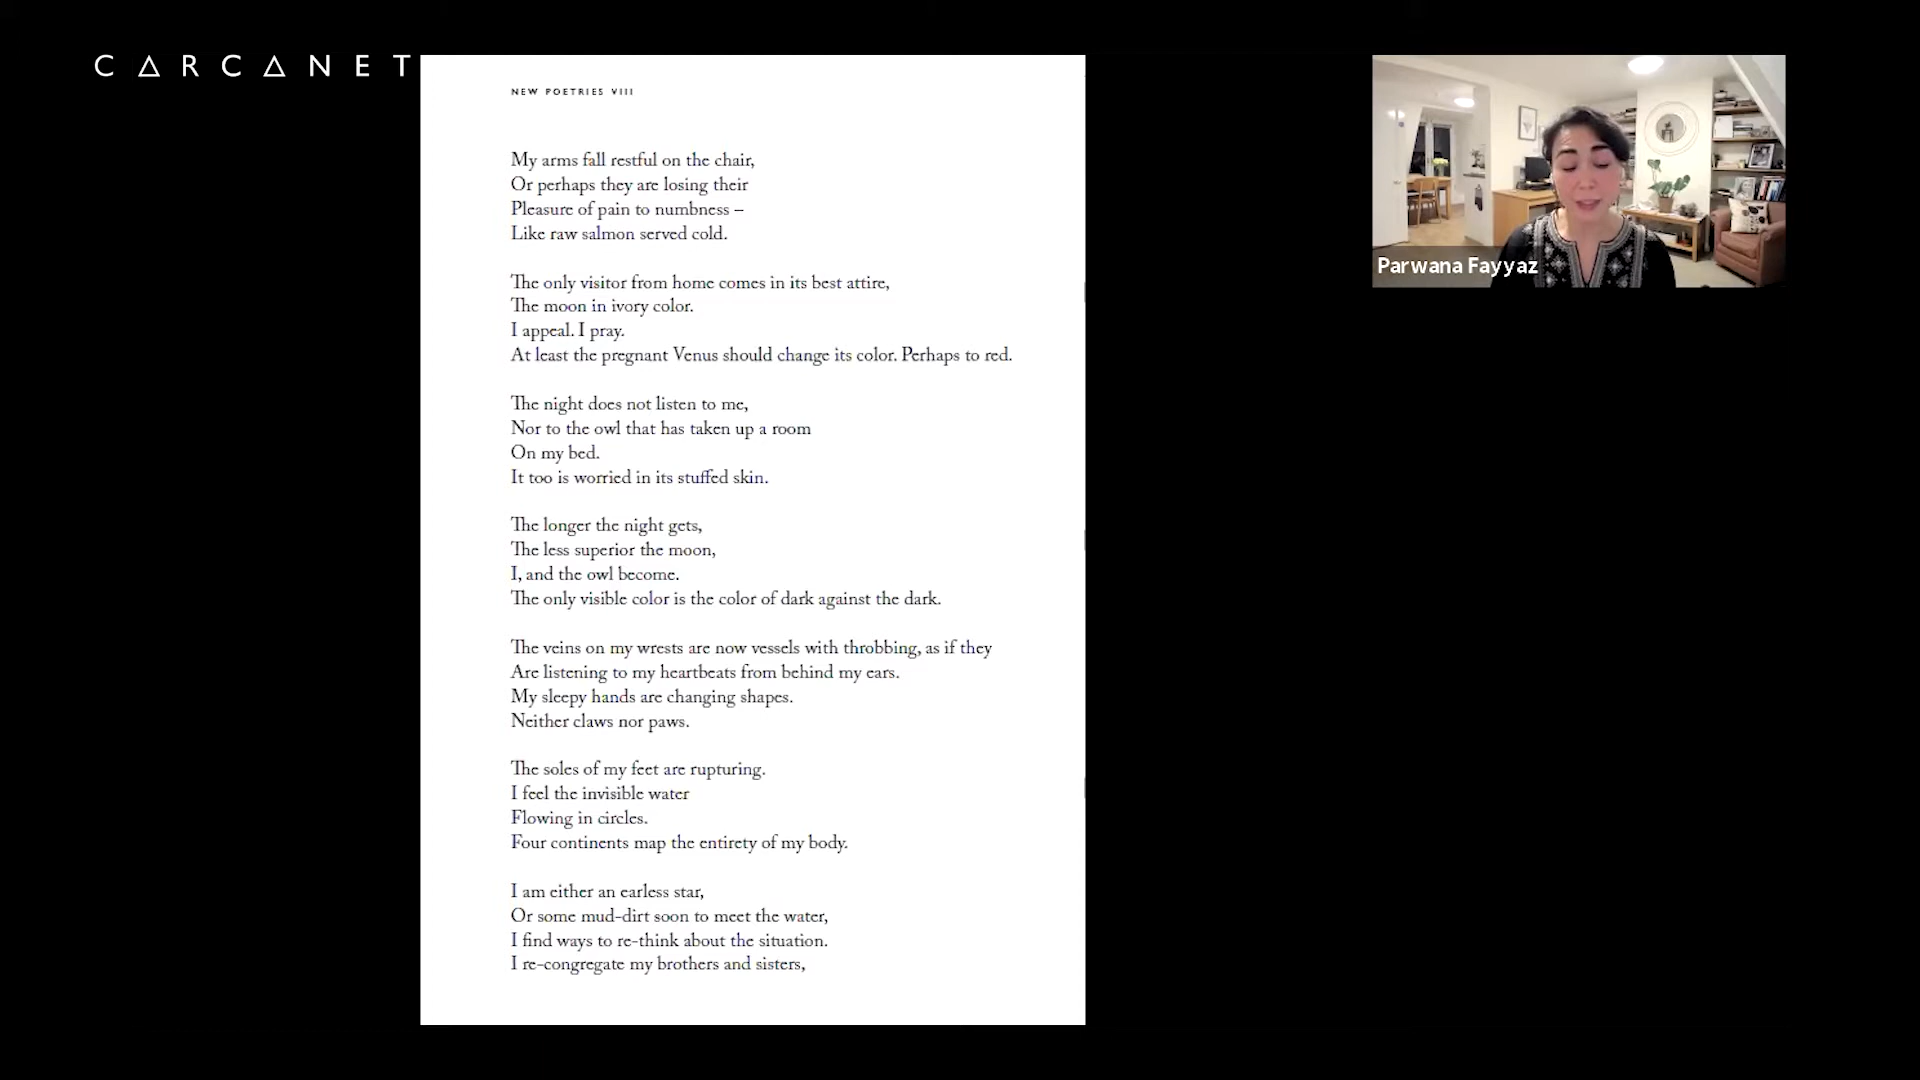 CARCANET
NEW POETRIES VIII
My arms fall restful on the chair,
Or perhaps they are losing their
Pleasure of pain to numbness –
Like raw salmon served cold.
The only visitor from home comes in its best attire,
The moon in ivory color.
I appeal. I pray.
At least the pregnant Venus should change its color. Perhaps to red.
The night does not listen to me,
Nor to the owl that has taken up a room
On my bed.
It too is worried in its stuffed skin.
The longer the night gets,
The less superior the moon,
I, and the owl become.
The only visible color is the color of dark against the dark.
The veins on my wrests are now vessels with throbbing, as if they
Are listening to my heartbeats from behind my ears.
My sleepy hands are changing shapes.
Neither claws nor paws.
The soles of my feet are rupturing.
I feel the invisible water
Flowing in circles.
Four continents map the entirety of my body.
I am either an earless star,
Or some mud-dirt soon to meet the water,
I find ways to re-think about the situation.
I re-congregate my brothers and sisters,
Parwana Fayyaz